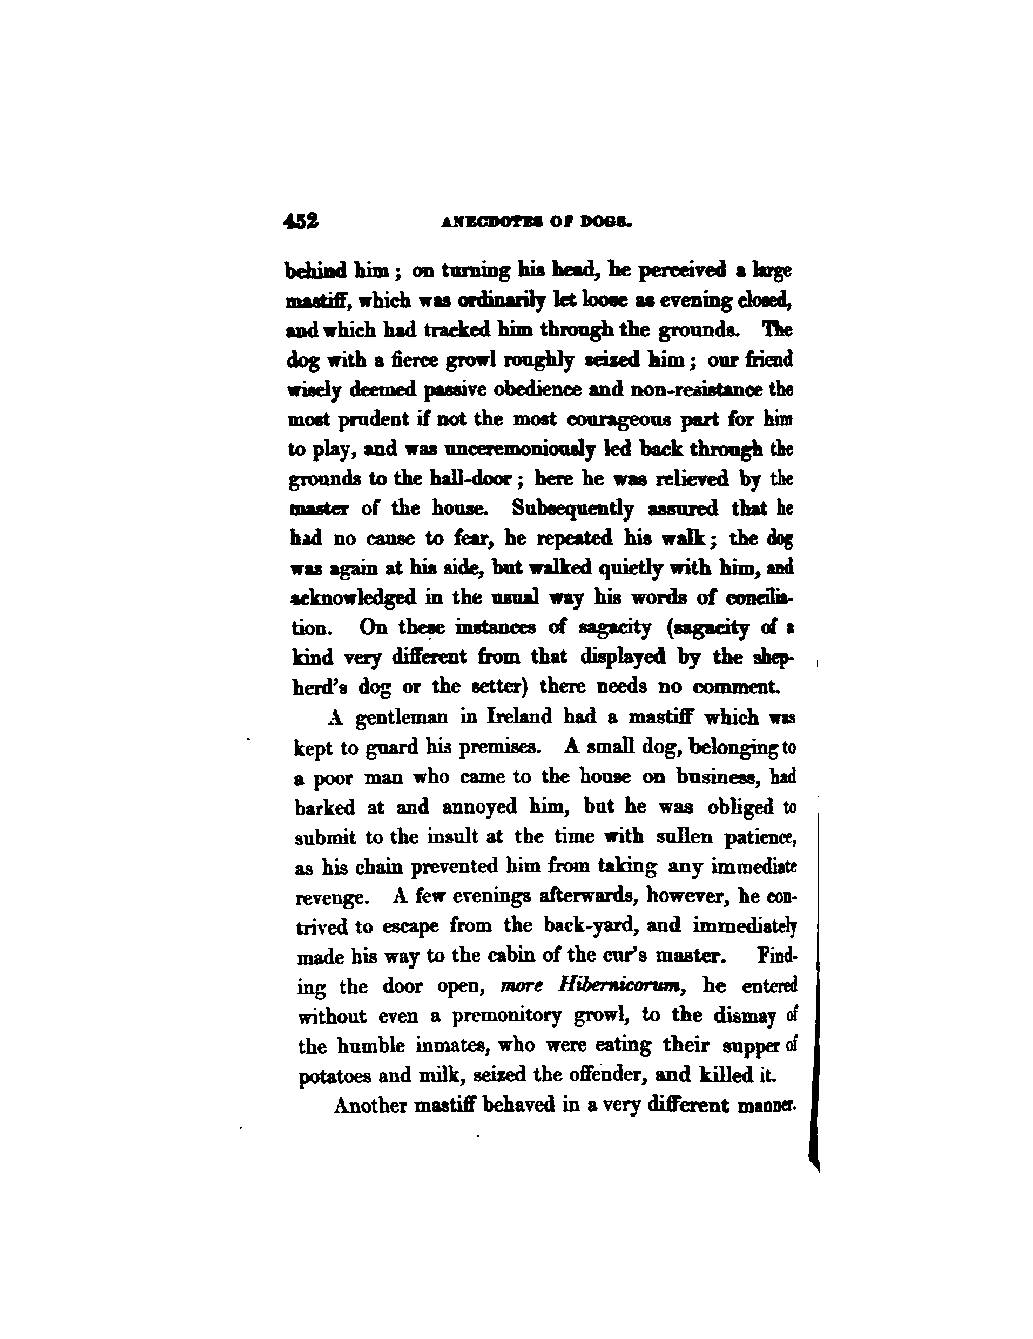 452 ANECDOTES OF DOGS.
behind him ; on turning his head, he perceived a large
mastiff, which was ordinarily let loose as evening closed,
and which had tracked him through the grounds. The
dog with a fierce growl roughly seized him ; our friend
wisely deemed passive obedience and non-resistance the
most prudent if not the most courageous part for him
to play, and was unceremoniously led back through the
grounds to the hall-door ; here he was relieved by the
master of the house. Subsequently assured that he
had no cause to fear, he repeated his walk ; the dog
was again at his side, but walked quietly with him, and
acknowledged in the usual way his words of concilia-
tion. On these instances of sagacity (sagacity of a
kind very different from that displayed by the shep-
herd's dog or the setter) there needs no comment.
A gentleman in Ireland had a mastiff which was
kept to guard his premises. A small dog, belonging to
a poor man who came to the house on business, had
barked at and annoyed him, but he was obliged to
submit to the insult at the time with sullen patience,
as his chain prevented him from taking any immediate
revenge. A few evenings afterwards, however, he con-
trived to escape from the back-yard, and immediately
made his way to the cabin of the cur's master. Find-
ing the door open, more Hibernicorum, he entered
without even a premonitory growl, to the dismay of
the humble inmates, who were eating their supper of
potatoes and milk, seized the offender, and killed it.
Another mastiff behaved in a very different manner.